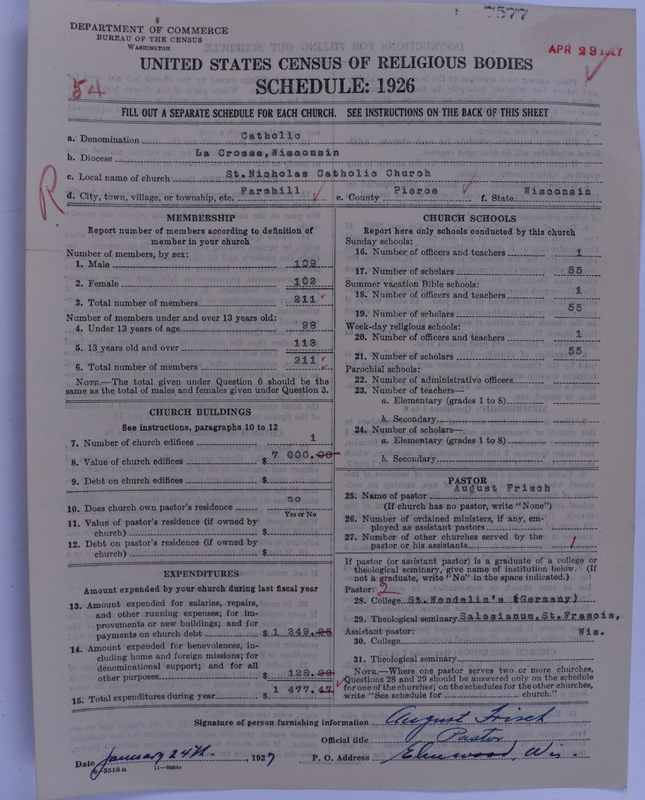 7577
DEPARTMENT OF COMMERCE
BUREAU OF THE CENSUS
WASHINGTON
APR 29 1927
UNITED STATES CENSUS OF RELIGIOUS BODIES
SCHEDULE: 1926
54
FILL OUT A SEPARATE SCHEDULE FOR EACH CHURCH. SEE INSTRUCTIONS ON THE BACK OF THIS SHEET
a. Denomination Catholic
b. Diocese La Crosse,Wisconsin
c. Local name of church St.Nicholas Catholic Church
R
d. City, town, village, or township, etc. Farmhill e. County Pierce f. State Wisconsin
MEMBERSHIP
Report number of members according to definition of
member in your church
Number of members, by sex:
1. Male 109
2. Female 102
3. Total number of members 211
Number of members under and over 13 years old:
4. Under 13 years of age 98
5. 13 years old and over 113
6. Total number of members 211
NOTE.—The total given under Question 6 should be
same as the total of males and females given under Question 3.
CHURCH BUILDINGS
See instructions, paragraphs 10 to 12
7. Number of church edifices 1
8. Value of church edifices $ 7 000.00
9. Debt on church edifices $
10. Does church own pastor's residence no
Yes or No
11. Value of pastor's residence (if owned by
church) $
12. Debt on pastor's residence (if owned by
church) $
EXPENDITURES
Amount expended by your church during last fiscal year
13. Amount expended for salaries, repairs,
and other running expenses; for im-
provements or new buildings; and for
payments on church debt $ 1 349.
14. Amount expended for benevolences, in-
cluding home and foreign missions; for
denominational support; and for all
other purposes 128.
15. Total expenditures during year $ 1 477.47
CHURCH SCHOOLS
Report here only schools conducted by this church
Sunday schools:
16. Number of officers and teachers 1
17. Number of scholars 55
Summer vacation Bible schools:
18. Number of officers and teachers 1
19. Number of scholars 55
Week-day religious schools:
20. Number of officers and teachers 1
21. Number of scholars 55
Parochial schools:
22. Number of administrative officers
23. Number of teachers—
a. Elementary (grades 1 to 8)
b. Secondary
24. Number of scholars—
a. Elementary (grades 1 to 8)
b. Secondary
PASTOR
25. Name of pastor August Frisch
(If church has no pastor, write "None")
26. Number of ordained ministers, if any, em-
ployed as assistant pastors
27. Number of other churches served by the
pastor or his assistants 1
If pastor (or assistant pastor) is a graduate of a college or
theological seminary, give name of institution below. (If
not a graduate, write "No" in the space indicated.)
Pastor: 2
28. College St.Wendelin's (Germany)
29. Theological seminary Salesianum,St.Francis,
Assistant pastor: Wis.
30. College
31. Theological seminary
NOTE.—Where one pastor serves two or more churches,
Questions 28 and 29 should be answered only on the schedule
for one of the churches; on the schedules for the other churches,
write "See schedule for church."
Signature of person furnishing information August Frisch
Official title Pastor
Date January 24th, 1927 P. O. Address Elmwood, Wis.
8-5518a 11-9064a